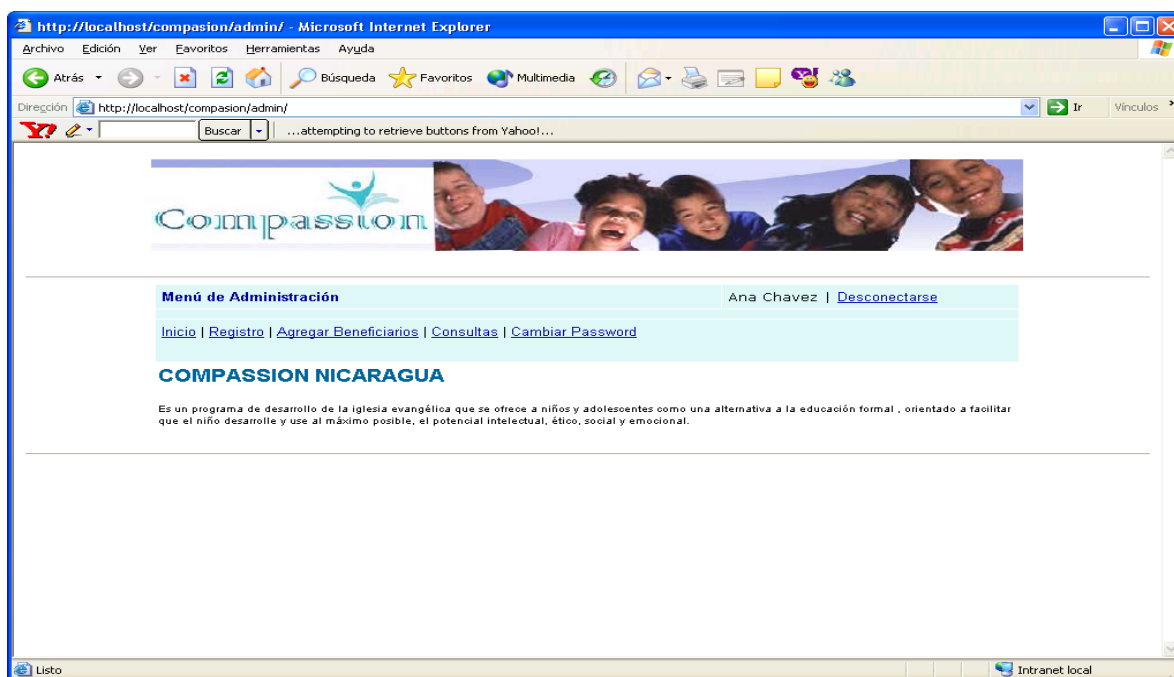 http://localhost/compasion/admin/ - Microsoft Internet Explorer
Archivo Edición Ver Favoritos Herramientas Ayuda
Atrás Búsqueda Favoritos Multimedia
Dirección http://localhost/compasion/admin/ Ir Vínculos »
Y! Buscar ...attempting to retrieve buttons from Yahoo!...
Compassion
Menú de Administración Ana Chavez | Desconectarse
Inicio | Registro | Agregar Beneficiarios | Consultas | Cambiar Password
COMPASSION NICARAGUA
Es un programa de desarrollo de la iglesia evangélica que se ofrece a niños y adolescentes como una alternativa a la educación formal , orientado a facilitar
que el niño desarrolle y use al máximo posible, el potencial intelectual, ético, social y emocional.
Listo Intranet local